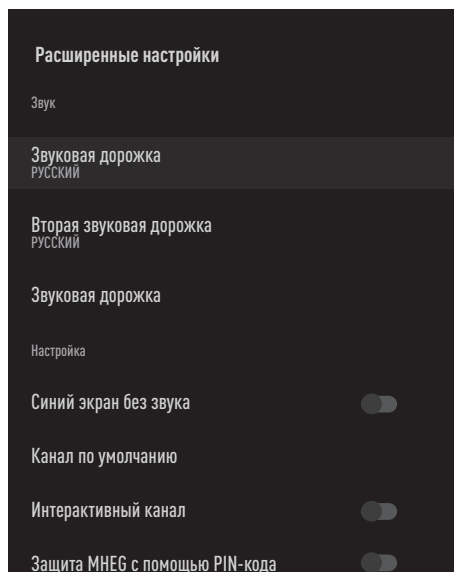 Расширенные настройки
Звук
Звуковая дорожка
РУССКИЙ
Вторая звуковая дорожка
РУССКИЙ
Звуковая дорожка
Настройка
Синий экран без звука
Канал по умолчанию
Интерактивный канал
Защита MHEG с помощью PIN-кода